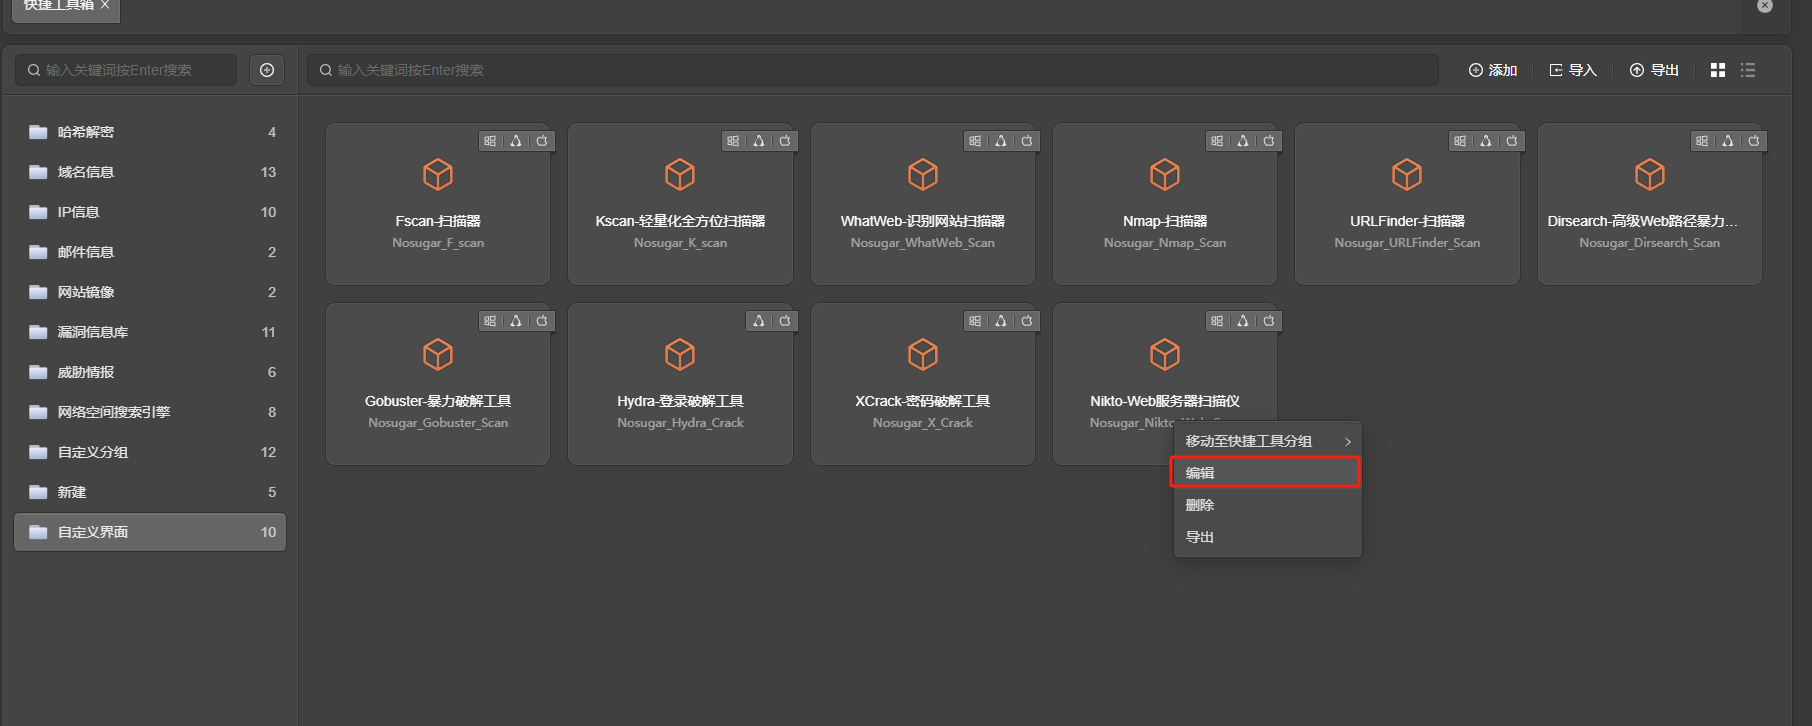 快捷工具箱 X
输入关键词按Enter搜索
输入关键词按Enter搜索
添加
导入
导出
哈希解密 4
域名信息 13
IP信息 10
邮件信息 2
网站镜像 2
漏洞信息库 11
威胁情报 6
网络空间搜索引擎 8
自定义分组 12
新建 5
自定义界面 10
Fscan-扫描器
Nosugar_F_scan
Kscan-轻量化全方位扫描器
Nosugar_K_scan
WhatWeb-识别网站扫描器
Nosugar_WhatWeb_Scan
Nmap-扫描器
Nosugar_Nmap_Scan
URLFinder-扫描器
Nosugar_URLFinder_Scan
Dirsearch-高级Web路径暴力...
Nosugar_Dirsearch_Scan
Gobuster-暴力破解工具
Nosugar_Gobuster_Scan
Hydra-登录破解工具
Nosugar_Hydra_Crack
XCrack-密码破解工具
Nosugar_X_Crack
Nikto-Web服务器扫描仪
移动至快捷工具分组
编辑
删除
导出